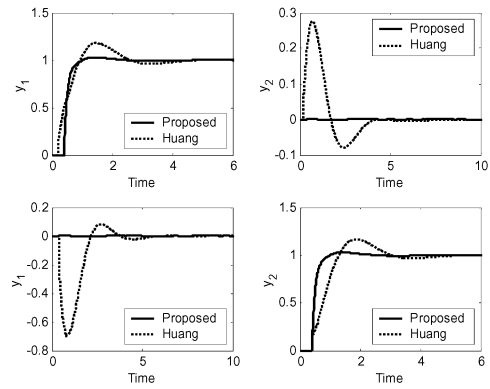 1.5
1
0.5
0
y1
0
2
4
6
Time
Proposed
Huang
0.3
0.2
0.1
0
-0.1
y2
0
5
10
Time
Proposed
Huang
0.2
0
-0.2
-0.4
-0.6
-0.8
y1
0
5
10
Time
Proposed
Huang
1.5
1
0.5
0
y2
0
2
4
6
Time
Proposed
Huang